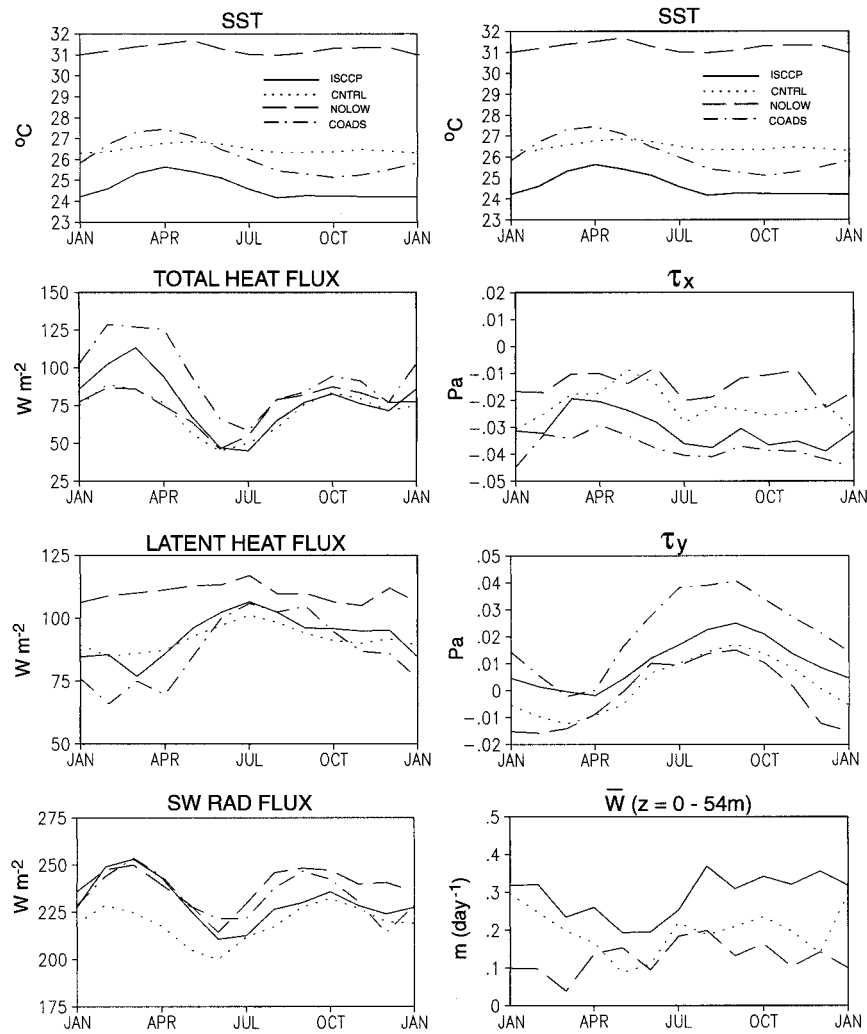 SST
°C
32
31
30
29
28
27
26
25
24
23
JAN APR JUL OCT JAN
ISCCP
CNTRL
NOLOW
COADS
SST
°C
32
31
30
29
28
27
26
25
24
23
JAN APR JUL OCT JAN
ISCCP
CNTRL
NOLOW
COADS
TOTAL HEAT FLUX
W m-2
150
125
100
75
50
25
JAN APR JUL OCT JAN
τx
Pa
.02
.01
0
-.01
-.02
-.03
-.04
-.05
JAN APR JUL OCT JAN
LATENT HEAT FLUX
W m-2
125
100
75
50
JAN APR JUL OCT JAN
τy
Pa
.05
.04
.03
.02
.01
0
-.01
-.02
JAN APR JUL OCT JAN
SW RAD FLUX
W m-2
275
250
225
200
175
JAN APR JUL OCT JAN
W̅ (z = 0 - 54m)
m (day-1)
.5
.4
.3
.2
.1
0
JAN APR JUL OCT JAN